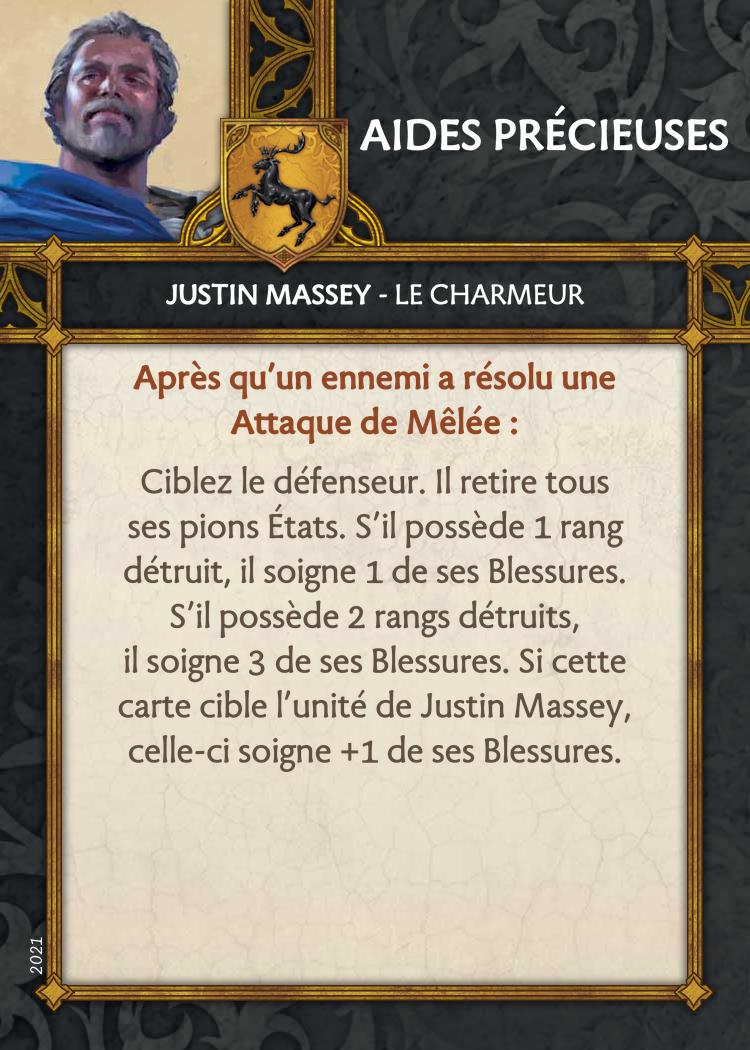 AIDES PRÉCIEUSES
JUSTIN MASSEY - LE CHARMEUR
Après qu'un ennemi a résolu une
Attaque de Mêlée :
Ciblez le défenseur. Il retire tous
ses pions États. S'il possède 1 rang
détruit, il soigne 1 de ses Blessures.
S'il possède 2 rangs détruits,
il soigne 3 de ses Blessures. Si cette
carte cible l'unité de Justin Massey,
celle-ci soigne +1 de ses Blessures.
2021